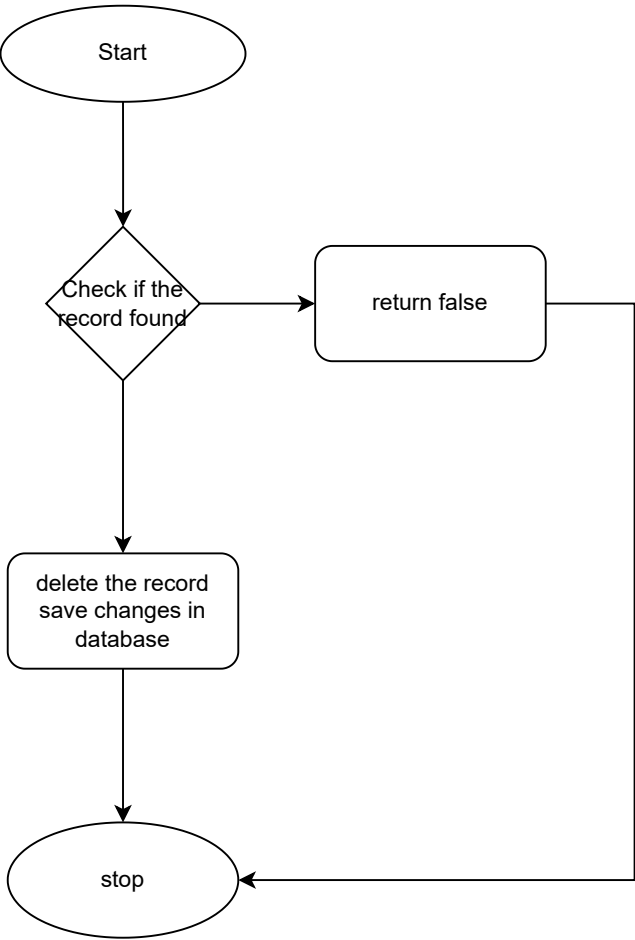 Start
Check if the
record found
return false
delete the record
save changes in
database
stop